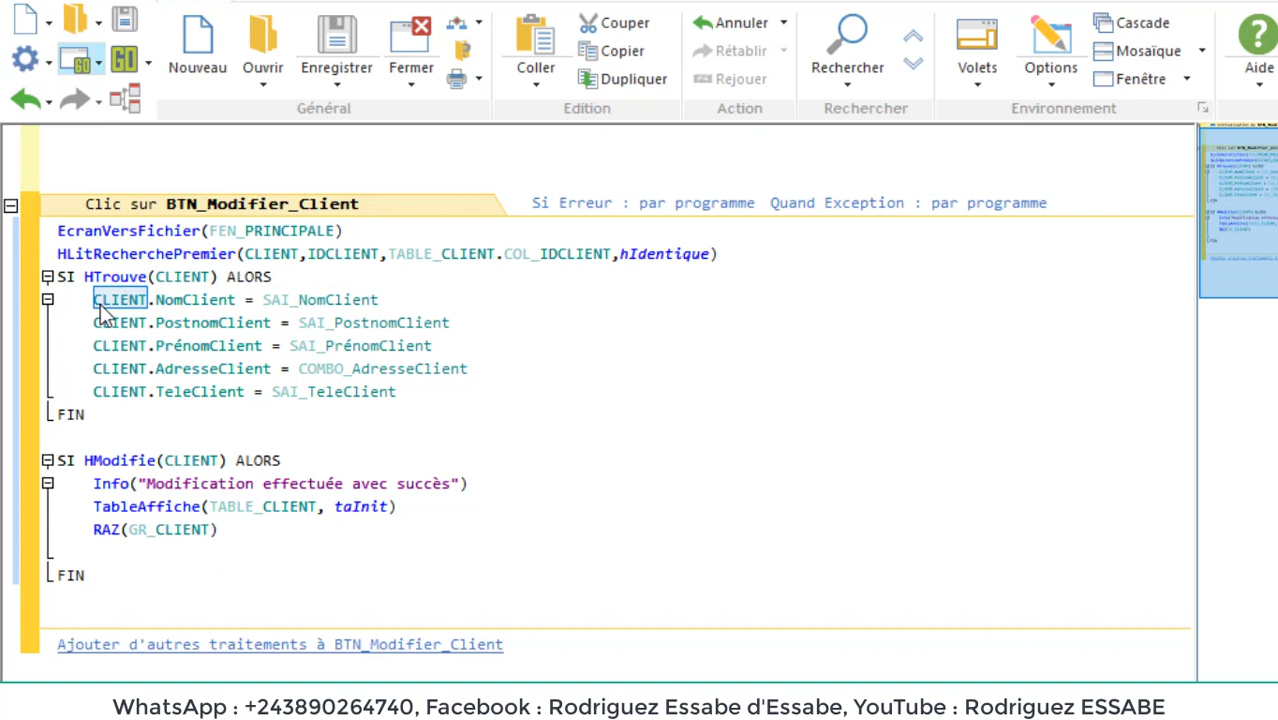 Couper
Annuler
Cascade
Copier
Rétablir
Mosaïque
Nouveau
Ouvrir
Enregistrer
Fermer
Coller
Rechercher
Volets
Options
Aide
Dupliquer
Rejouer
Fenêtre
Général
Edition
Action
Rechercher
Environnement
Clic sur BTN_Modifier_Client
Si Erreur : par programme Quand Exception : par programme
EcranVersFichier(FEN_PRINCIPALE)
HLitRecherchePremier(CLIENT,IDCLIENT,TABLE_CLIENT.COL_IDCLIENT,hIdentique)
SI HTrouve(CLIENT) ALORS
CLIENT.NomClient = SAI_NomClient
CLIENT.PostnomClient = SAI_PostnomClient
CLIENT.PrénomClient = SAI_PrénomClient
CLIENT.AdresseClient = COMBO_AdresseClient
CLIENT.TeleClient = SAI_TeleClient
FIN
SI HModifie(CLIENT) ALORS
Info("Modification effectuée avec succès")
TableAffiche(TABLE_CLIENT, taInit)
RAZ(GR_CLIENT)
FIN
Ajouter d'autres traitements à BTN_Modifier_Client
WhatsApp : +243890264740, Facebook : Rodriguez Essabe d'Essabe, YouTube : Rodriguez ESSABE